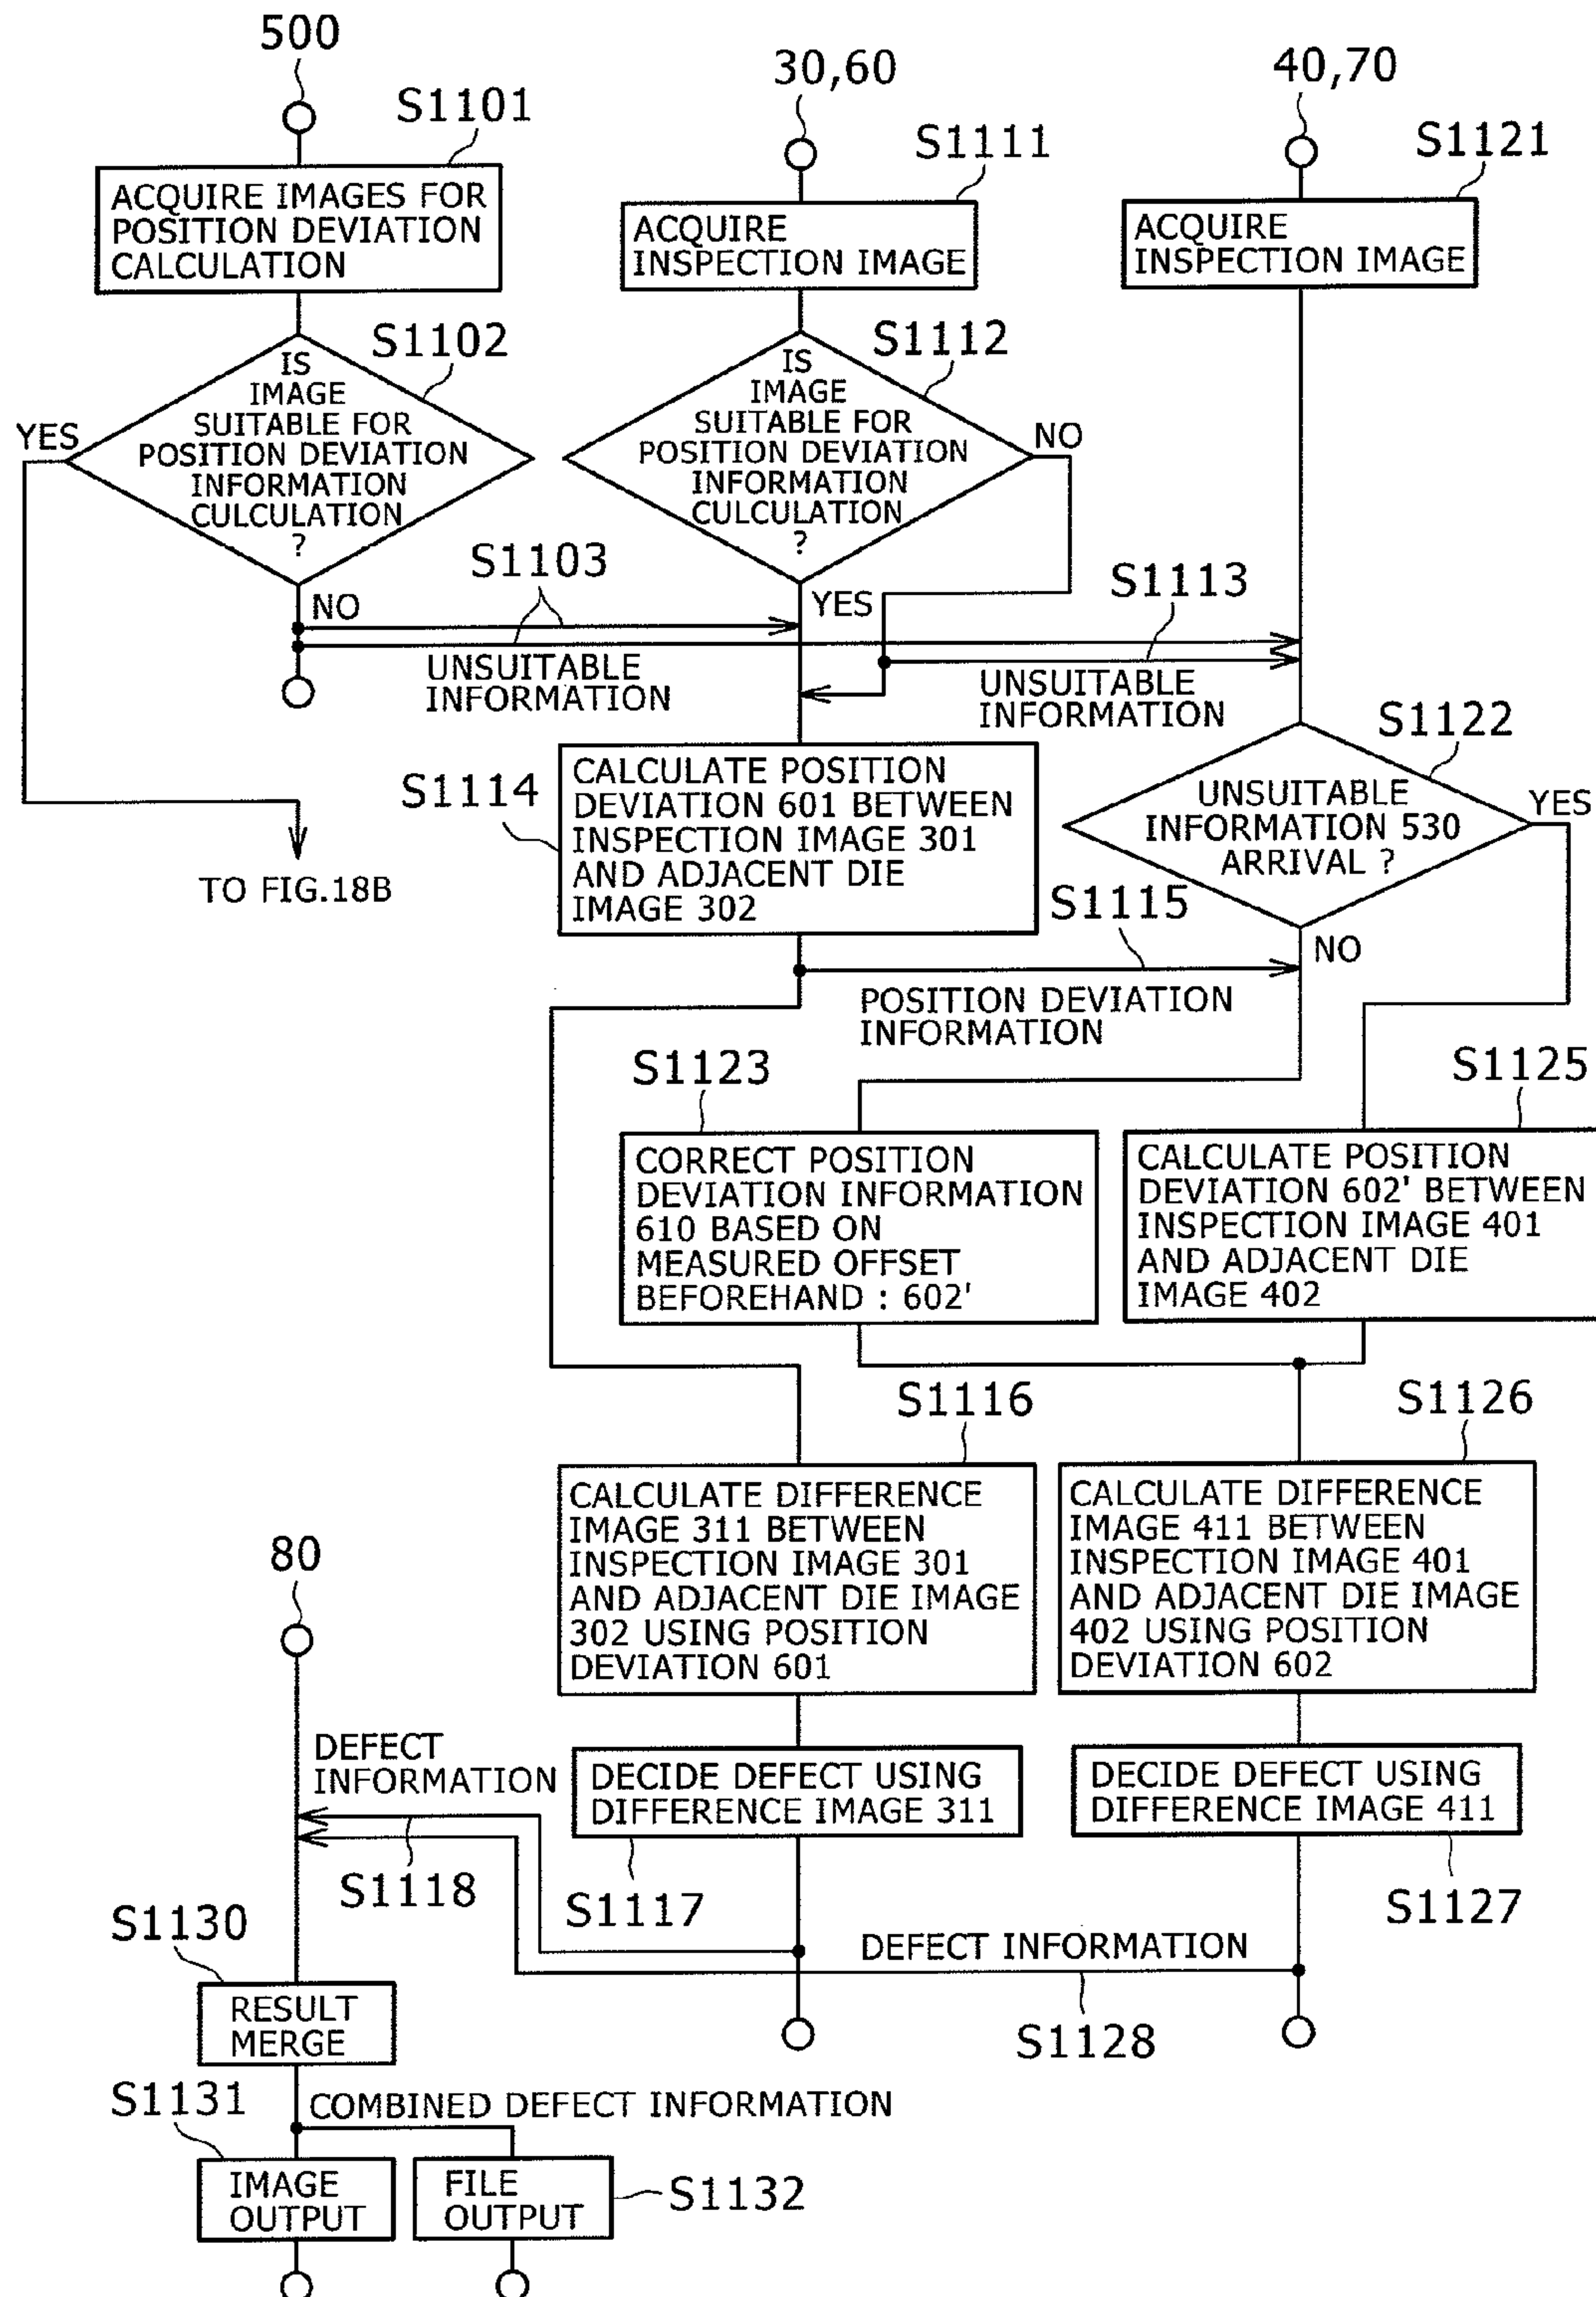 500
30,60
40,70
S1101
S1111
S1121
ACQUIRE IMAGES FOR
POSITION DEVIATION
CALCULATION
ACQUIRE
INSPECTION IMAGE
ACQUIRE
INSPECTION IMAGE
S1102
IS
IMAGE
SUITABLE FOR
POSITION DEVIATION
INFORMATION
CULCULATION
?
YES
NO
S1112
IS
IMAGE
SUITABLE FOR
POSITION DEVIATION
INFORMATION
CULCULATION
?
NO
YES
S1103
UNSUITABLE
INFORMATION
S1113
UNSUITABLE
INFORMATION
TO FIG.18B
S1114
CALCULATE POSITION
DEVIATION 601 BETWEEN
INSPECTION IMAGE 301
AND ADJACENT DIE
IMAGE 302
S1122
UNSUITABLE
INFORMATION 530
ARRIVAL ?
YES
NO
S1115
POSITION DEVIATION
INFORMATION
S1123
CORRECT POSITION
DEVIATION INFORMATION
610 BASED ON
MEASURED OFFSET
BEFOREHAND : 602'
S1125
CALCULATE POSITION
DEVIATION 602' BETWEEN
INSPECTION IMAGE 401
AND ADJACENT DIE
IMAGE 402
S1116
CALCULATE DIFFERENCE
IMAGE 311 BETWEEN
INSPECTION IMAGE 301
AND ADJACENT DIE IMAGE
302 USING POSITION
DEVIATION 601
S1126
CALCULATE DIFFERENCE
IMAGE 411 BETWEEN
INSPECTION IMAGE 401
AND ADJACENT DIE IMAGE
402 USING POSITION
DEVIATION 602
80
DEFECT
INFORMATION
DECIDE DEFECT USING
DIFFERENCE IMAGE 311
DECIDE DEFECT USING
DIFFERENCE IMAGE 411
S1118
S1117
S1127
DEFECT INFORMATION
S1128
S1130
RESULT
MERGE
S1131
COMBINED DEFECT INFORMATION
IMAGE
OUTPUT
FILE
OUTPUT
S1132